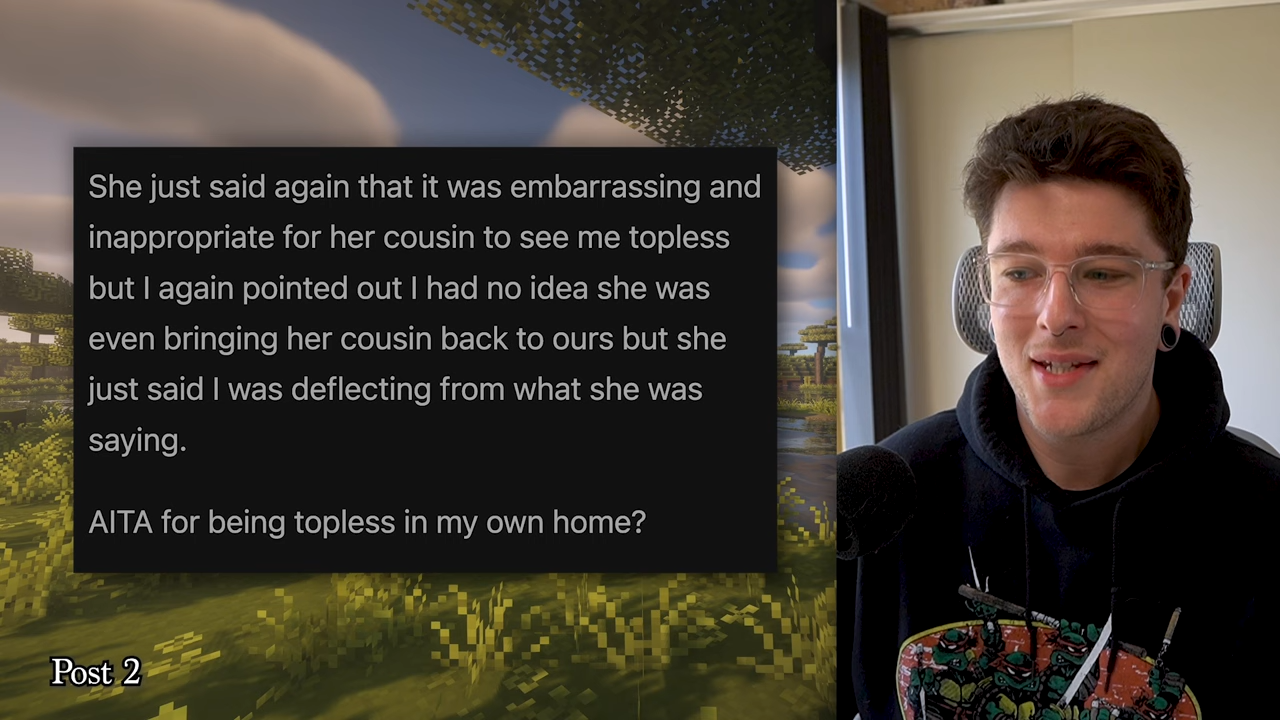 She just said again that it was embarrassing and
inappropriate for her cousin to see me topless
but I again pointed out I had no idea she was
even bringing her cousin back to ours but she
just said I was deflecting from what she was
saying.
AITA for being topless in my own home?
Post 2